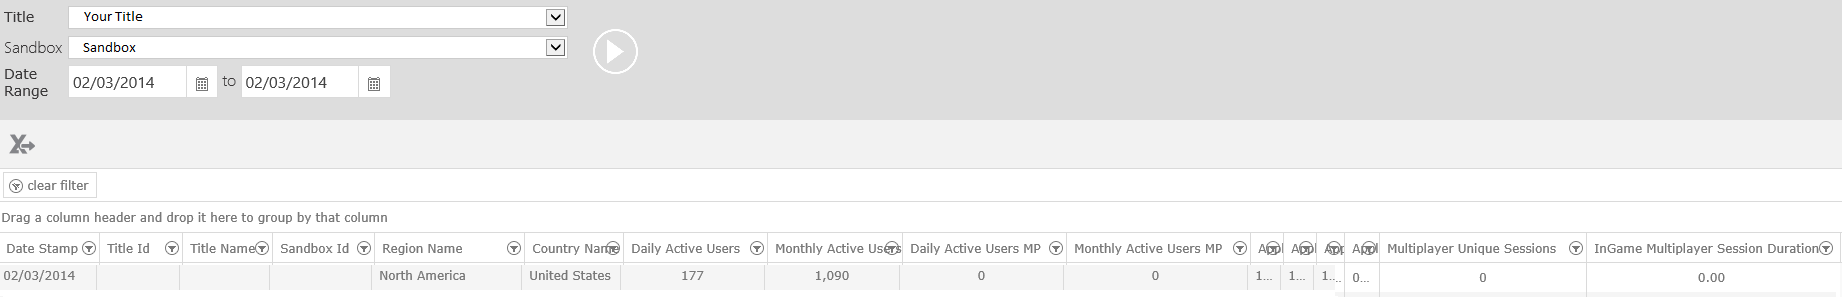 Title Your Title
Sandbox Sandbox
Date Range 02/03/2014 to 02/03/2014
clear filter
Drag a column header and drop it here to group by that column
Date Stamp Title Id Title Name Sandbox Id Region Name Country Name Daily Active Users Monthly Active Users Daily Active Users MP Monthly Active Users MP Multiplayer Unique Sessions InGame Multiplayer Session Duration
02/03/2014 North America United States 177 1,090 0 0 1... 1... 1... 0... 0 0.00